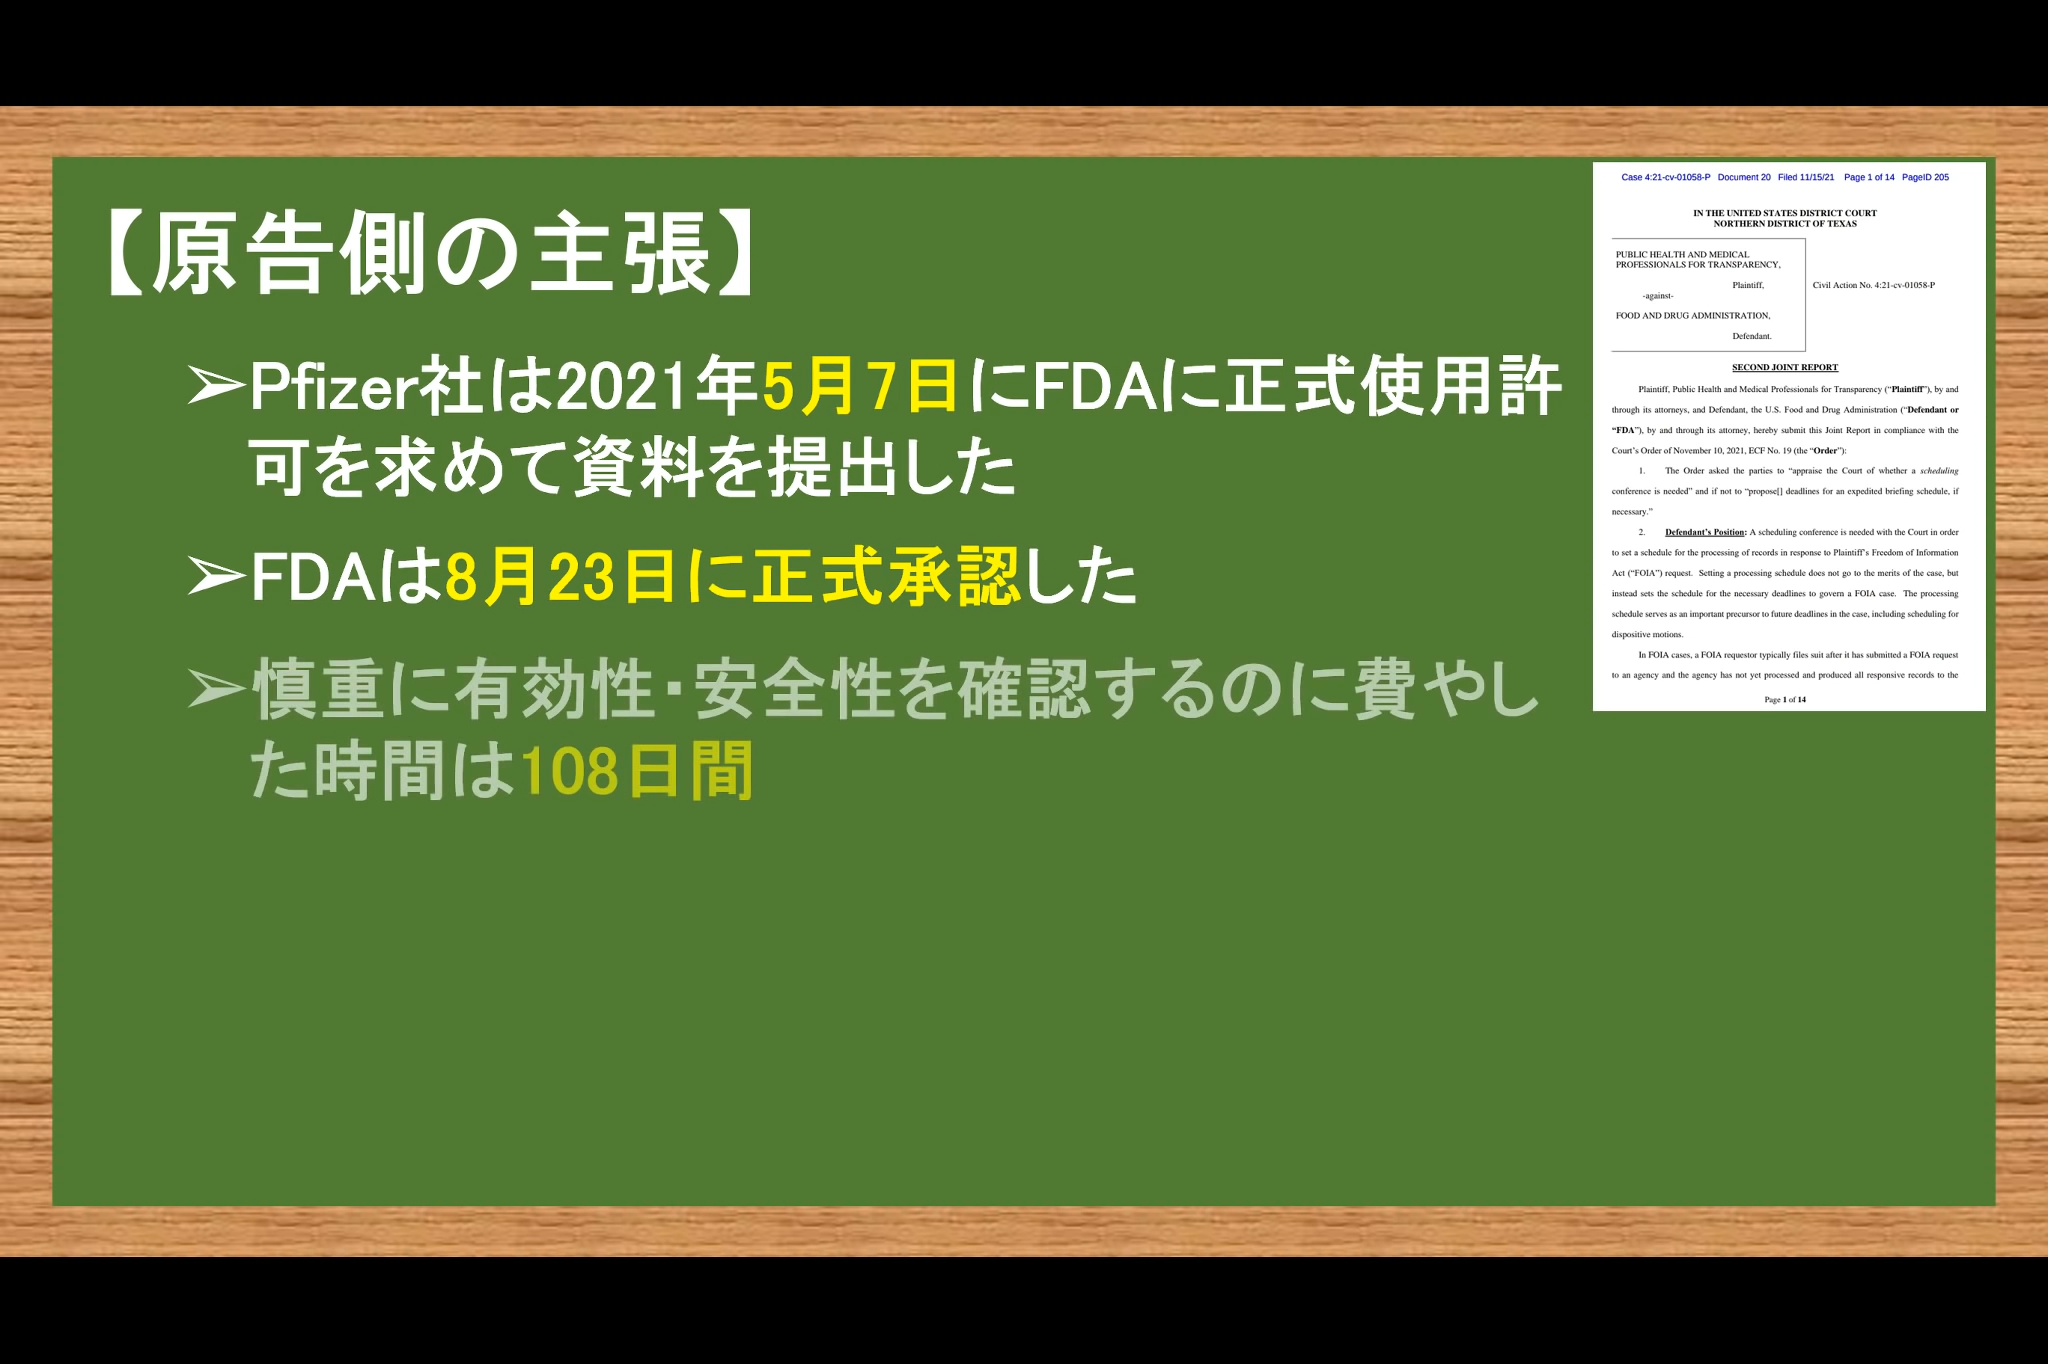 【原告側の主張】
➢Pfizer社は2021年5月7日にFDAに正式使用許
可を求めて資料を提出した
➢FDAは8月23日に正式承認した
➢慎重に有効性・安全性を確認するのに費やし
た時間は108日間
Case 4:21-cv-01058-P Document 20 Filed 11/15/21 Page 1 of 14 PageID 205
IN THE UNITED STATES DISTRICT COURT
NORTHERN DISTRICT OF TEXAS
PUBLIC HEALTH AND MEDICAL
PROFESSIONALS FOR TRANSPARENCY,
Plaintiff,
-against-
FOOD AND DRUG ADMINISTRATION,
Defendant.
Civil Action No. 4:21-cv-01058-P
SECOND JOINT REPORT
Plaintiff, Public Health and Medical Professionals for Transparency (“Plaintiff”), by and
through its attorneys, and Defendant, the U.S. Food and Drug Administration (“Defendant or
“FDA”), by and through its attorney, hereby submit this Joint Report in compliance with the
Court’s Order of November 10, 2021, ECF No. 19 (the “Order”):
1. The Order asked the parties to “appraise the Court of whether a scheduling
conference is needed” and if not to “propose[] deadlines for an expedited briefing schedule, if
necessary.”
2. Defendant’s Position: A scheduling conference is needed with the Court in order
to set a schedule for the processing of records in response to Plaintiff’s Freedom of Information
Act (“FOIA”) request. Setting a processing schedule does not go to the merits of the case, but
instead sets the schedule for the necessary deadlines to govern a FOIA case. The processing
schedule serves as an important precursor to future deadlines in the case, including scheduling for
dispositive motions.
In FOIA cases, a FOIA requestor typically files suit after it has submitted a FOIA request
to an agency and the agency has not yet processed and produced all responsive records to the
Page 1 of 14